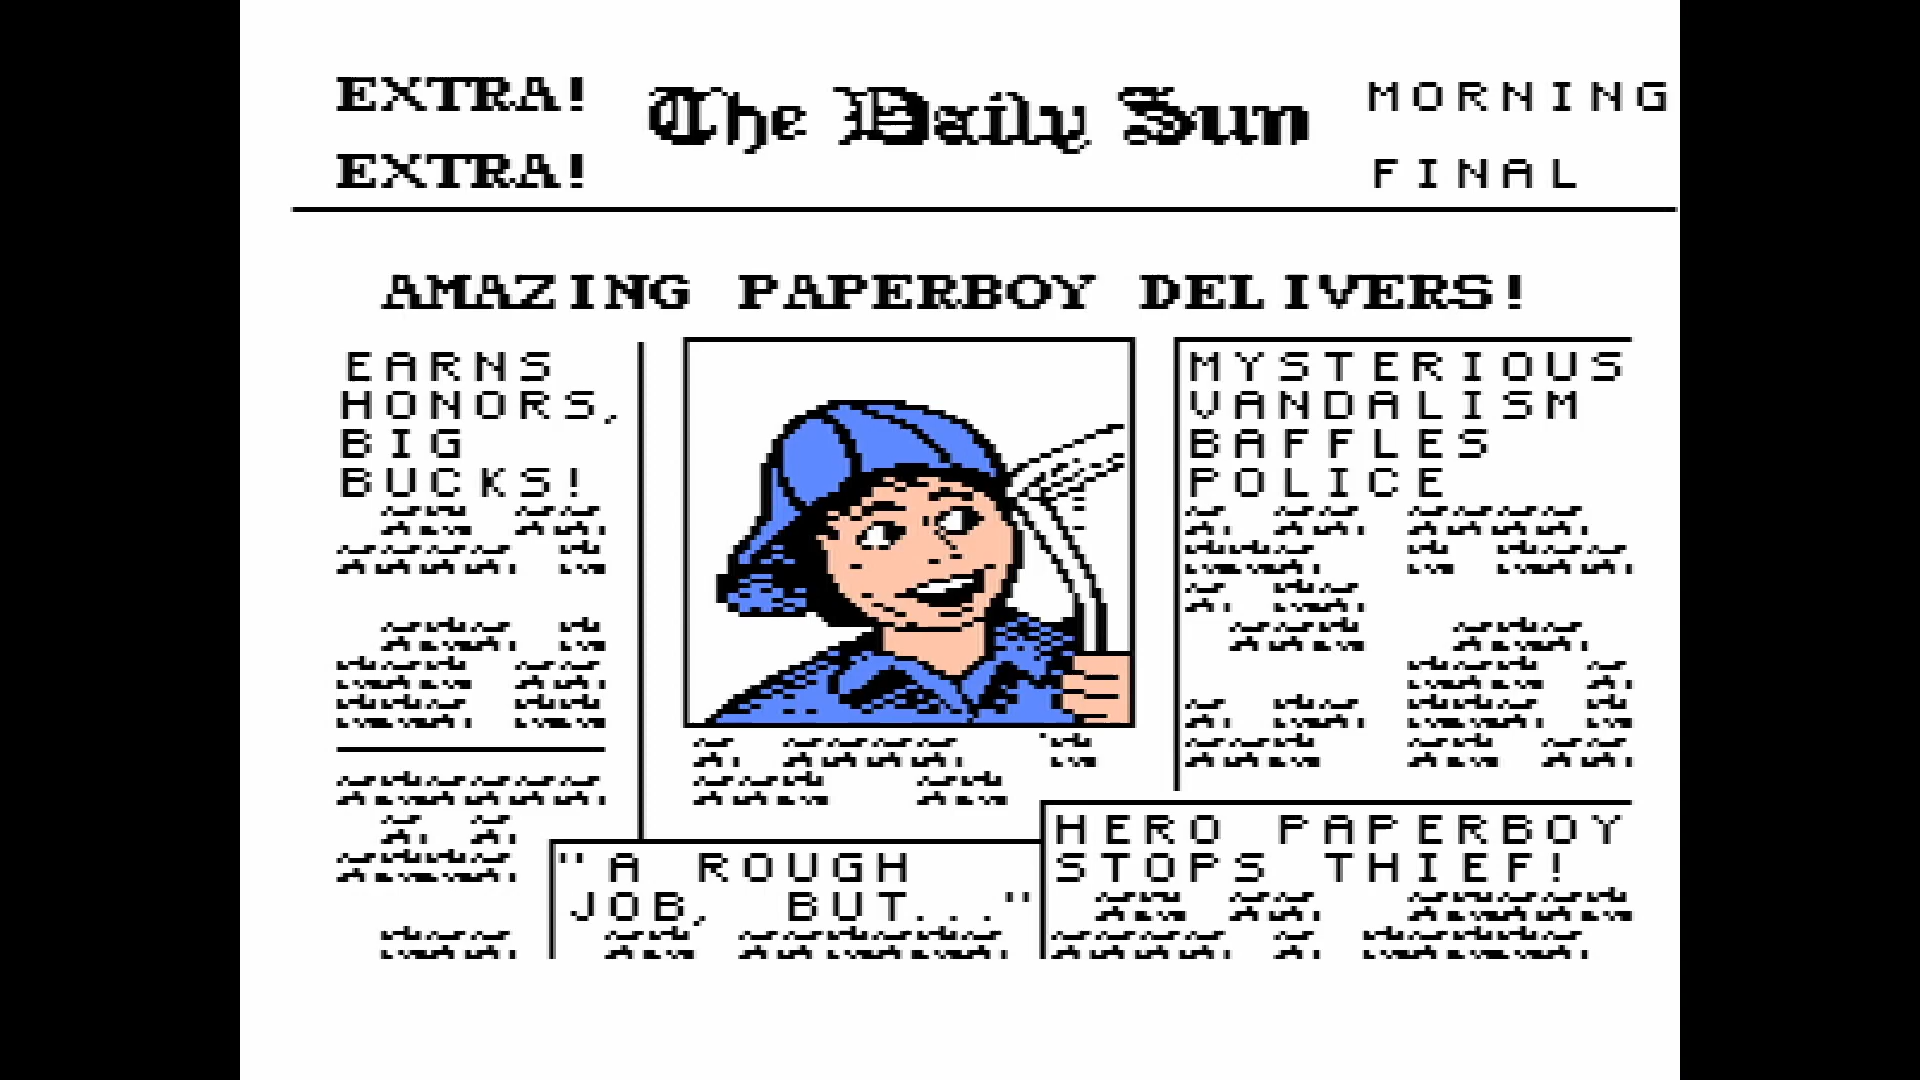 EXTRA!
EXTRA!
The Daily Sun
MORNING
FINAL
AMAZING PAPERBOY DELIVERS!
EARNS
HONORS,
BIG
BUCKS!
MYSTERIOUS
VANDALISM
BAFFLES
POLICE
"A ROUGH
JOB, BUT..."
HERO PAPERBOY
STOPS THIEF!